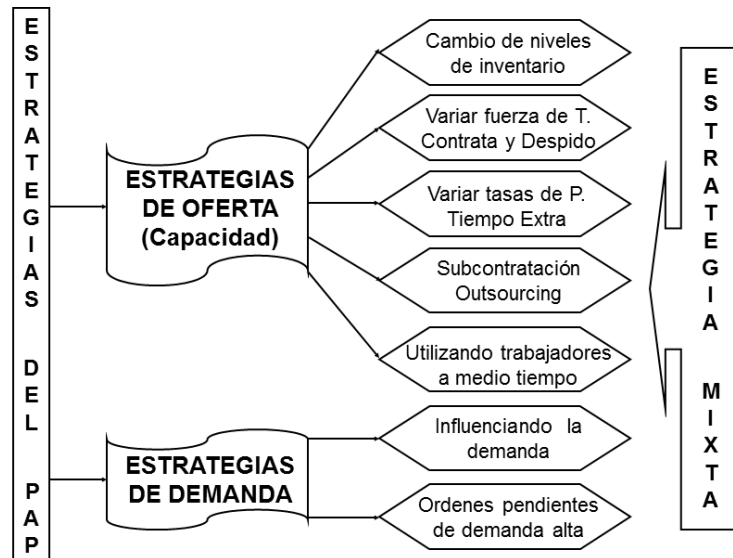 ESTRATEGIAS DEL PAP
ESTRATEGIAS
DE OFERTA
(Capacidad)
Cambio de niveles
de inventario
Variar fuerza de T.
Contrata y Despido
Variar tasas de P.
Tiempo Extra
Subcontratación
Outsourcing
Utilizando trabajadores
a medio tiempo
ESTRATEGIAS
DE DEMANDA
Influenciando la
demanda
Ordenes pendientes
de demanda alta
ESTRATEGIA MIXTA